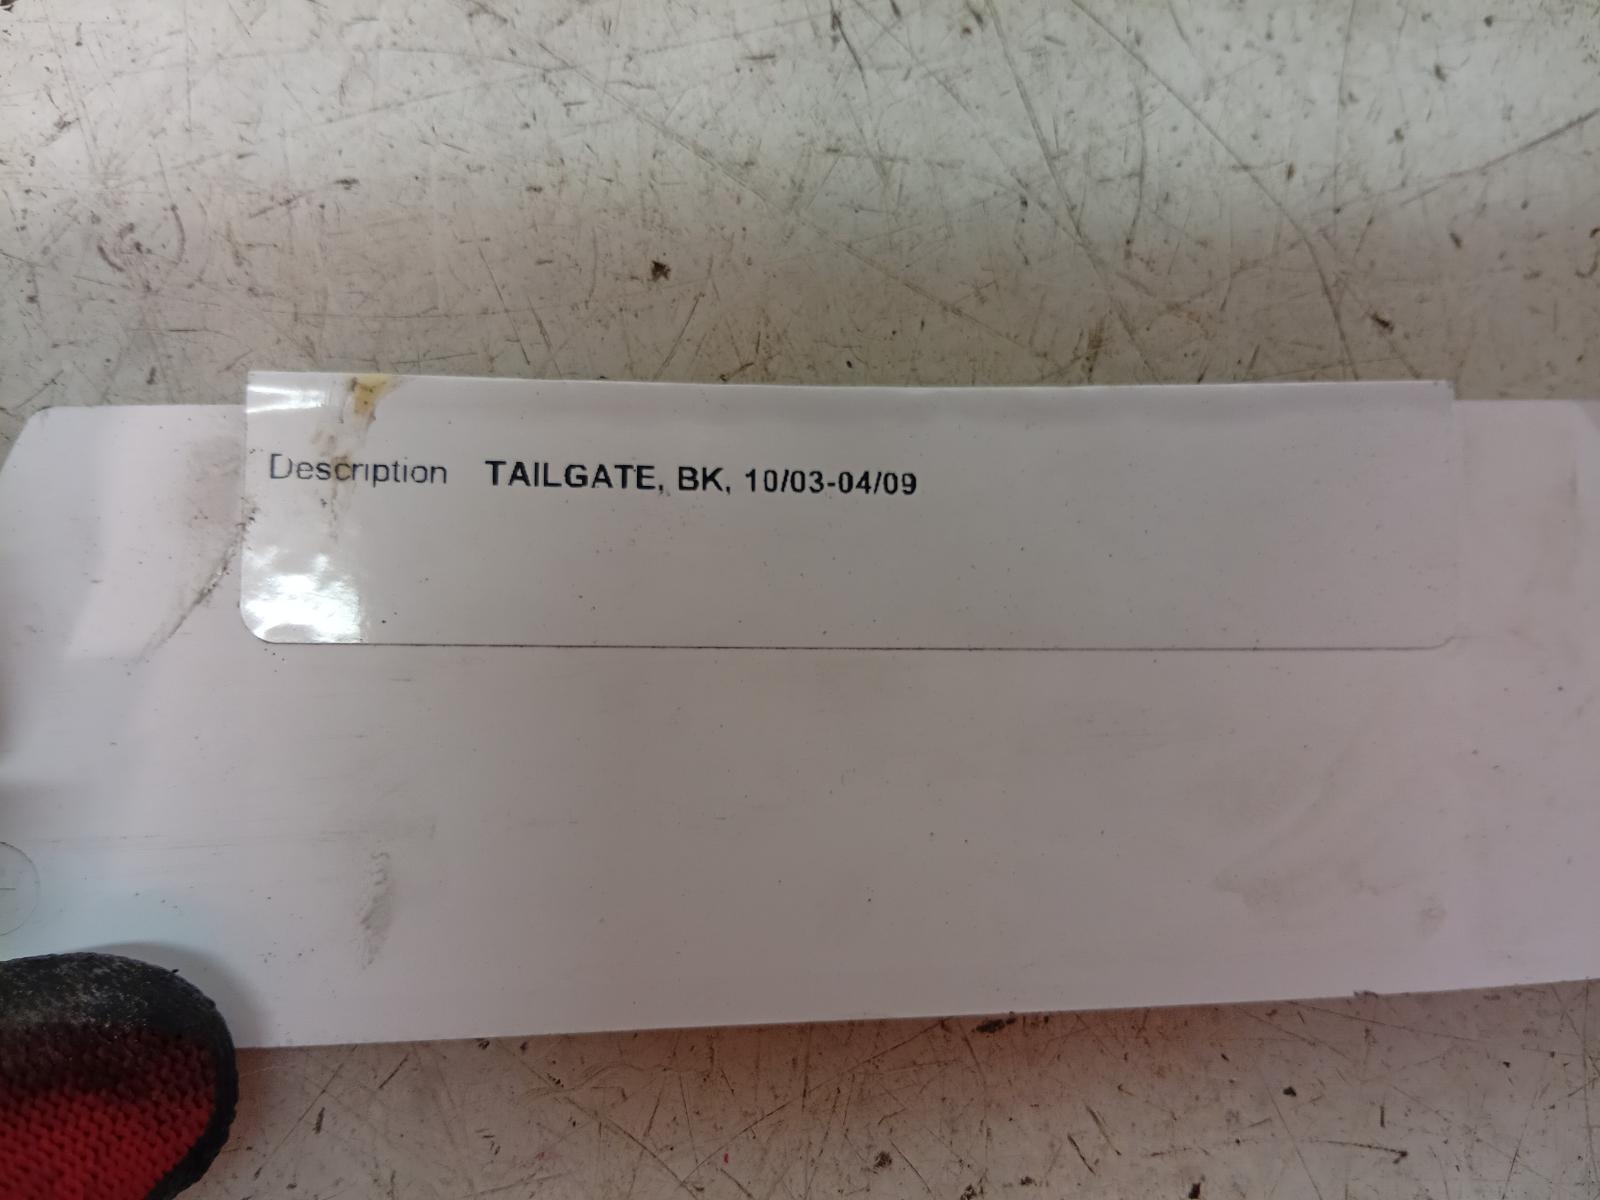 Description TAILGATE, BK, 10/03-04/09